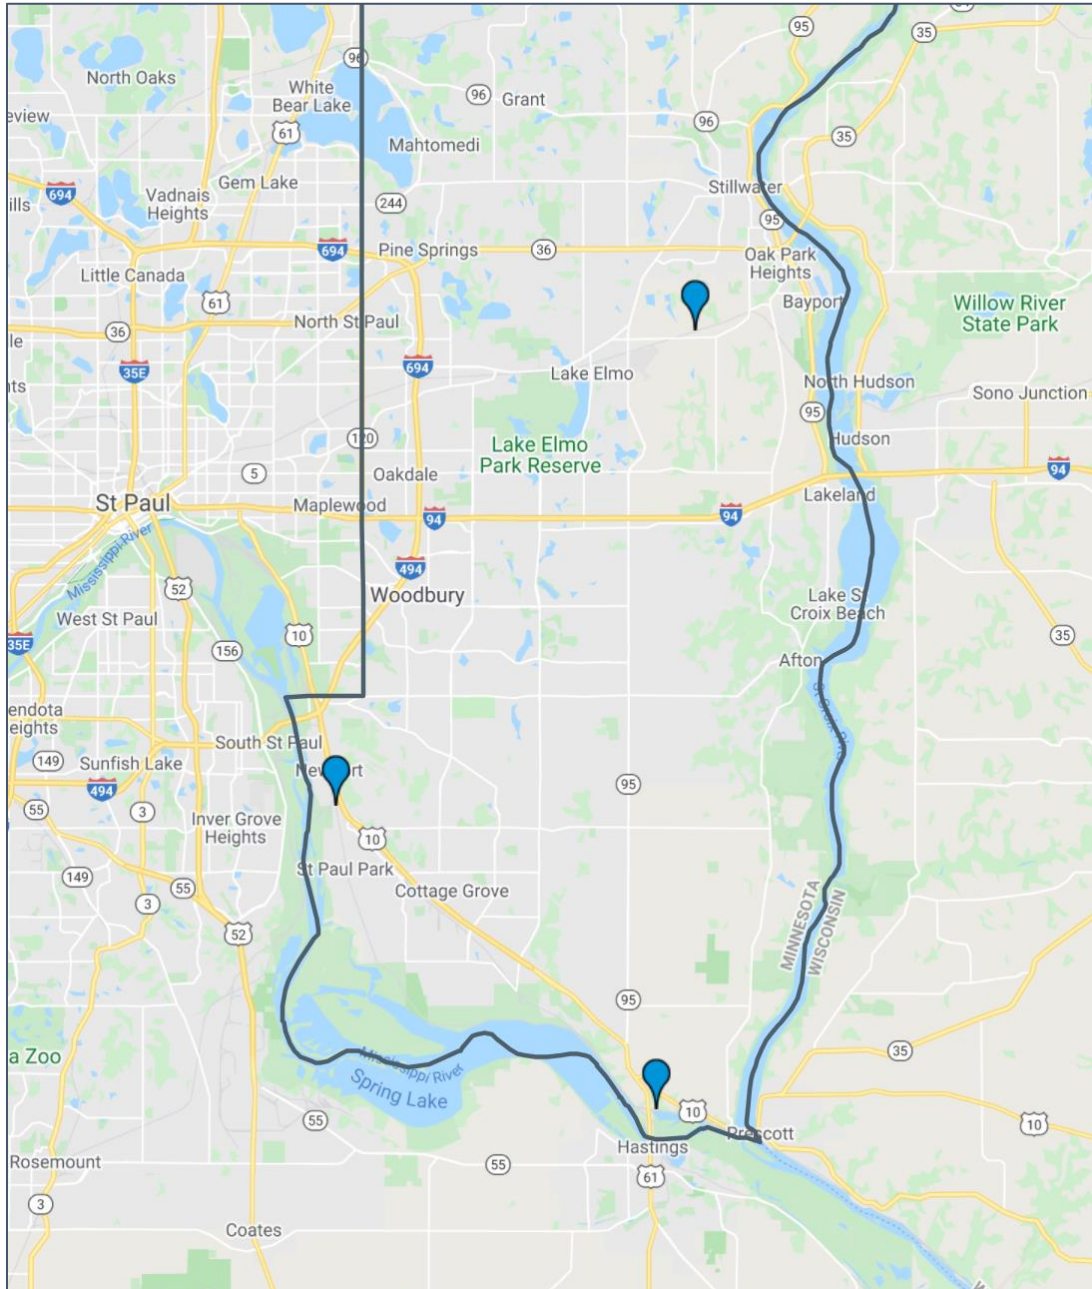 North Oaks
96
White
Bear Lake
61
eview
96
Grant
95
35
96
35
Mahtomedi
694
ills
Vadnais
Heights
Gem Lake
244
Stillwater
95
694
Pine Springs
36
Oak Park
Heights
Little Canada
61
Bayport
Willow River
State Park
36
North St Paul
35E
694
Lake Elmo
North Hudson
Sono Junction
95
Hudson
120
Lake Elmo
Park Reserve
5
Oakdale
94
St Paul
Maplewood
94
94
Lakeland
Mississippi River
494
52
Woodbury
Lake St
Croix Beach
West St Paul
10
35
35E
156
Afton
endota
eights
South St Paul
149
Sunfish Lake
494
95
55
3
Inver Grove
Heights
10
149
55
St Paul Park
Cottage Grove
3
52
MINNESOTA
WISCONSIN
95
a Zoo
35
Mississippi River
Spring Lake
55
10
10
Prescott
Hastings
Rosemount
55
61
3
Coates